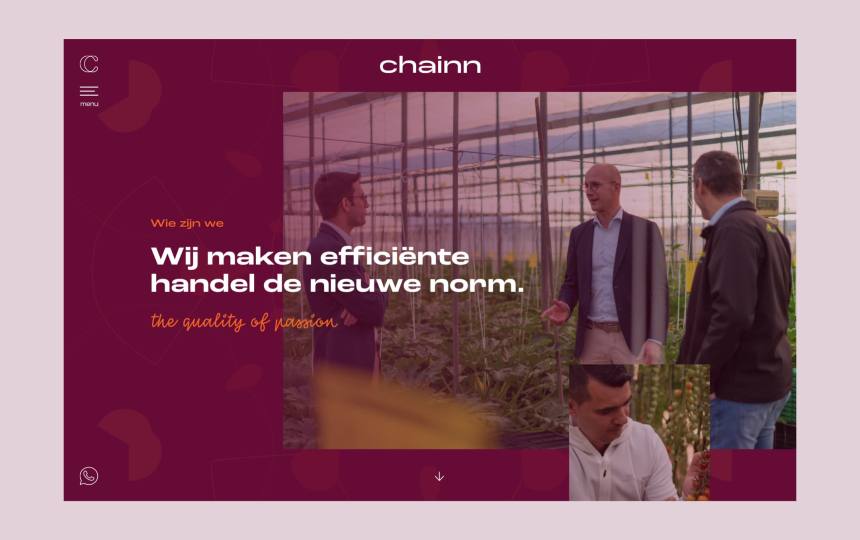 C
chainn
menu
Wie zijn we
Wij maken efficiënte
handel de nieuwe norm.
the quality of passion